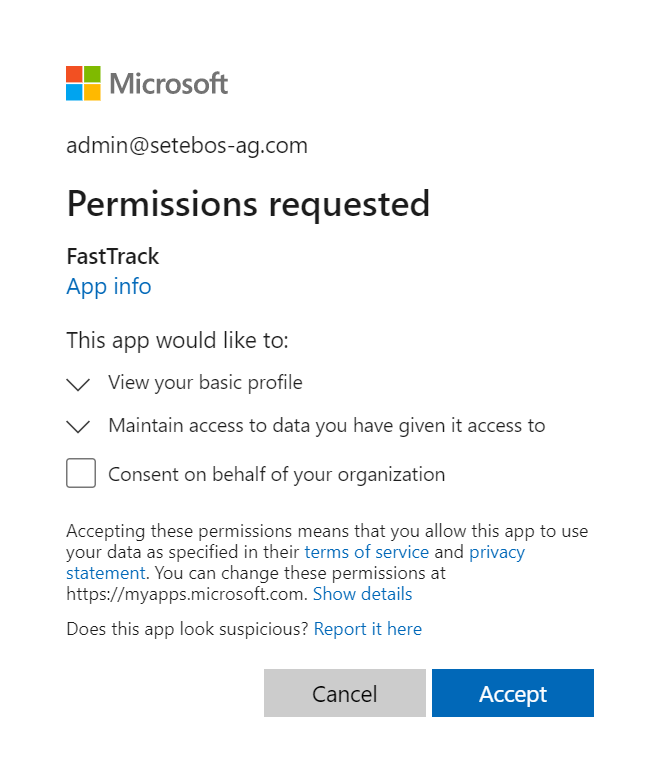 Microsoft
admin@setebos-ag.com
Permissions requested
FastTrack
App info
This app would like to:
View your basic profile
Maintain access to data you have given it access to
Consent on behalf of your organization
Accepting these permissions means that you allow this app to use
your data as specified in their terms of service and privacy
statement. You can change these permissions at
https://myapps.microsoft.com. Show details
Does this app look suspicious? Report it here
Cancel Accept